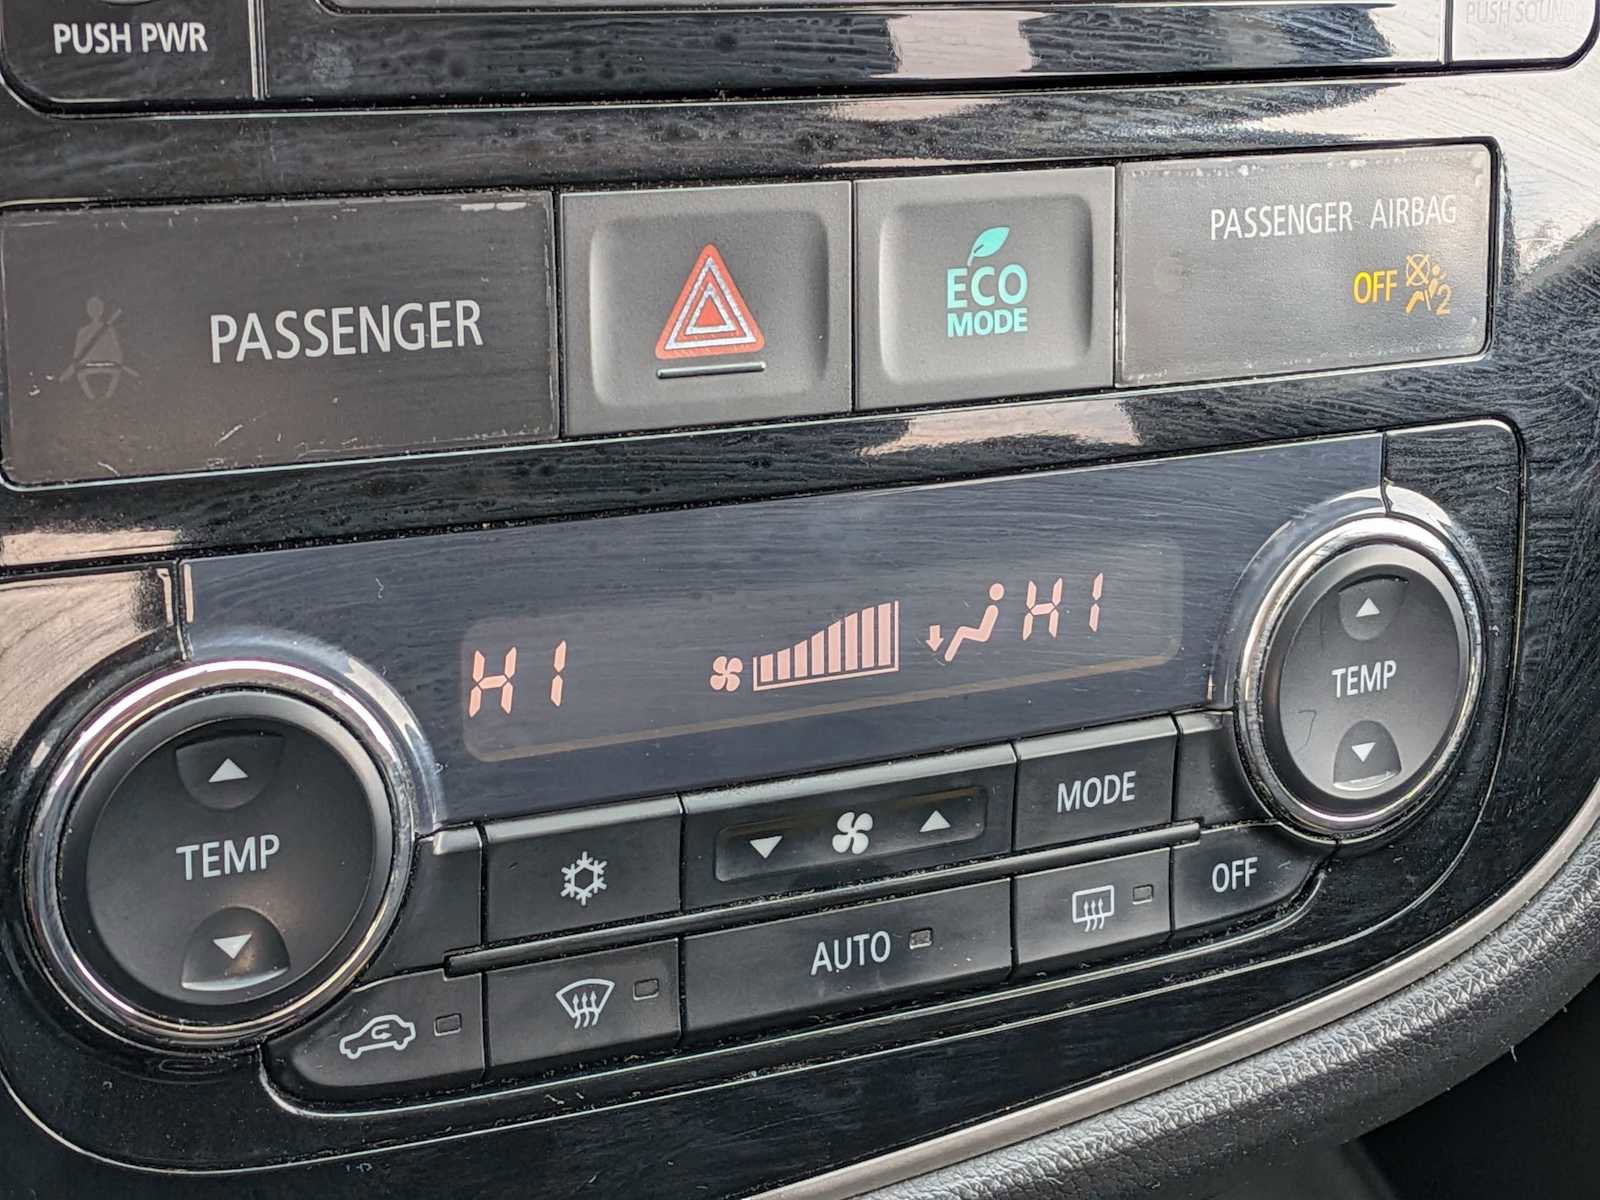 PUSH PWR
PUSH SOUND
PASSENGER
ECO
MODE
PASSENGER AIRBAG
OFF
2
HI
HI
TEMP
TEMP
MODE
AUTO
OFF